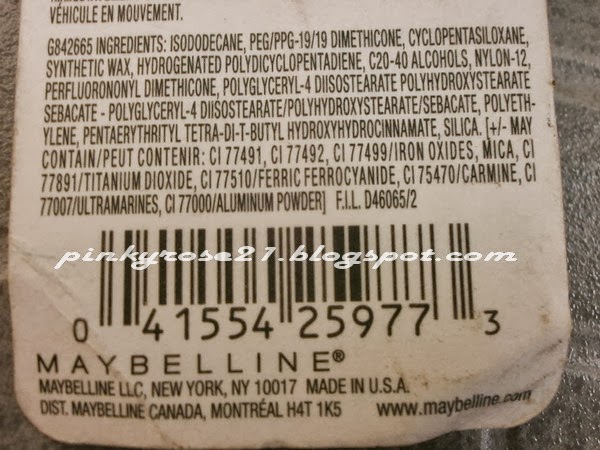 VÉHICULE EN MOUVEMENT.
G842665 INGREDIENTS: ISODODECANE, PEG/PPG-19/19 DIMETHICONE, CYCLOPENTASILOXANE,
SYNTHETIC WAX, HYDROGENATED POLYDICYCLOPENTADIENE, C20-40 ALCOHOLS, NYLON-12,
PERFLUORONONYL DIMETHICONE, POLYGLYCERYL-4 DIISOSTEARATE POLYHYDROXYSTEARATE
SEBACATE - POLYGLYCERYL-4 DIISOSTEARATE/POLYHYDROXYSTEARATE/SEBACATE, POLYETH-
YLENE, PENTAERYTHRITYL TETRA-DI-T-BUTYL HYDROXYHYDROCINNAMATE, SILICA. [+/- MAY
CONTAIN/PEUT CONTENIR: CI 77491, CI 77492, CI 77499/IRON OXIDES, MICA, CI
77891/TITANIUM DIOXIDE, CI 77510/FERRIC FERROCYANIDE, CI 75470/CARMINE, CI
77007/ULTRAMARINES, CI 77000/ALUMINUM POWDER] F.I.L. D46065/2
pinkyrose27.blogspot.com
0 41554 25977 3
MAYBELLINE®
MAYBELLINE LLC, NEW YORK, NY 10017 MADE IN U.S.A.
DIST. MAYBELLINE CANADA, MONTRÉAL H4T 1K5 www.maybelline.com